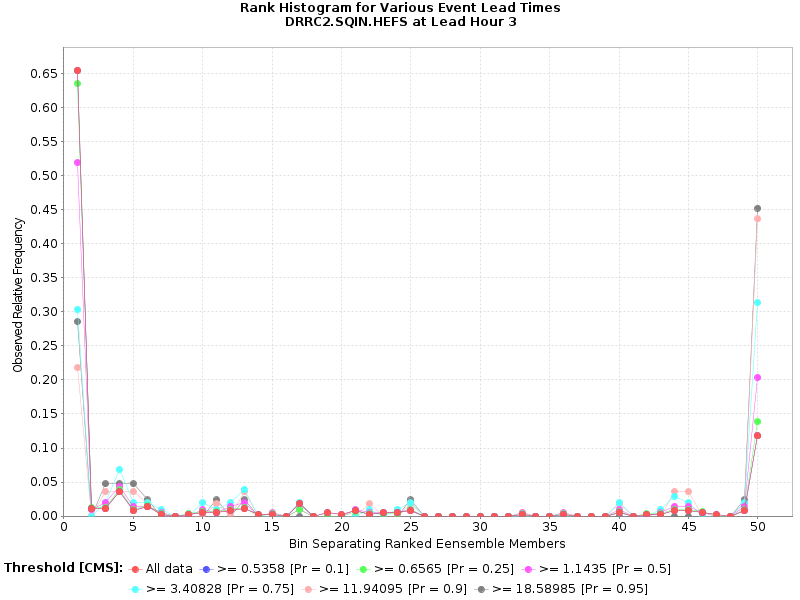 Rank Histogram for Various Event Lead Times
DRRC2.SQIN.HEFS at Lead Hour 3
Observed Relative Frequency
0.65
0.60
0.55
0.50
0.45
0.40
0.35
0.30
0.25
0.20
0.15
0.10
0.05
0.00
0 5 10 15 20 25 30 35 40 45 50
Bin Separating Ranked Eensemble Members
Threshold [CMS]: All data >= 0.5358 [Pr = 0.1] >= 0.6565 [Pr = 0.25] >= 1.1435 [Pr = 0.5]
>= 3.40828 [Pr = 0.75] >= 11.94095 [Pr = 0.9] >= 18.58985 [Pr = 0.95]